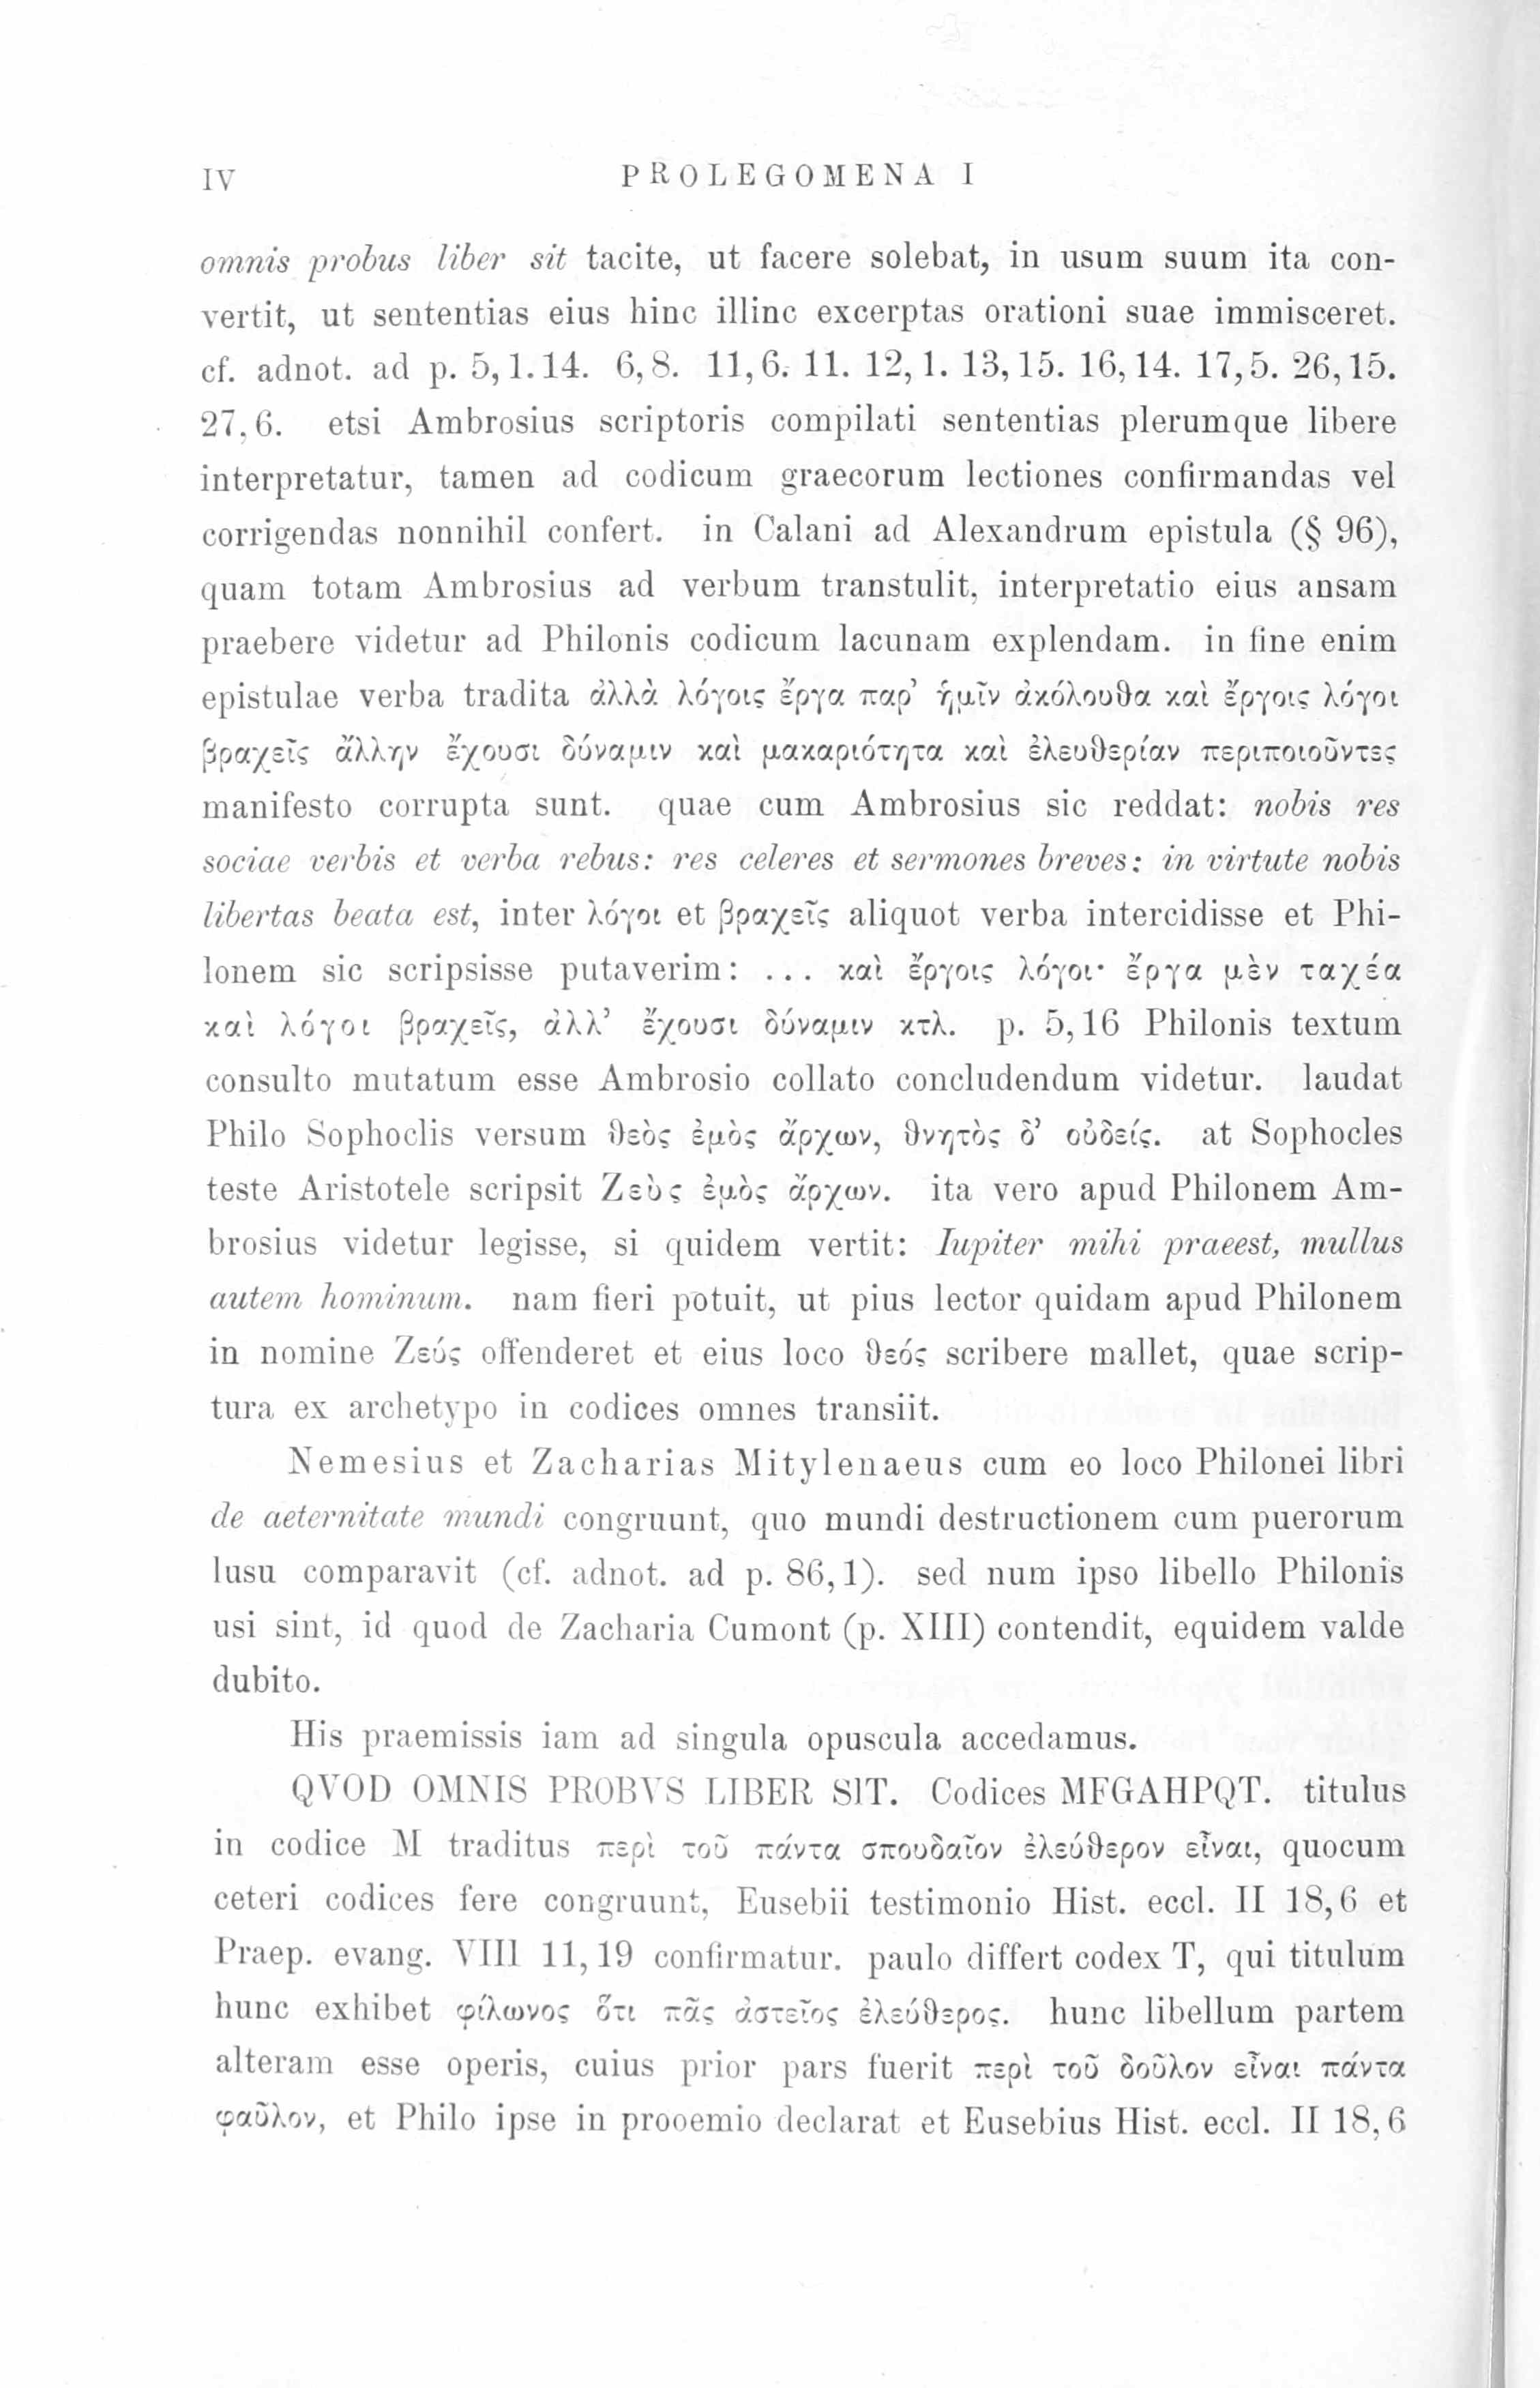 IV PROLEGOMENA I
omnis probus liber sit tacite, ut facere solebat, in usum suum ita con-
vertit, ut sententias eius hinc illinc excerptas orationi suae immisceret.
cf. adnot. ad p. 5,1.14. 6,8. 11,6. 11. 12,1. 13,15. 16,14. 17,5. 26,15.
27,6. etsi Ambrosius scriptoris compilati sententias plerumque libere
interpretatur, tamen ad codicum graecorum lectiones confirmandas vel
corrigendas nonnihil confert. in Calani ad Alexandrum epistula (§ 96),
quam totam Ambrosius ad verbum transtulit, interpretatio eius ansam
praebere videtur ad Philonis codicum lacunam explendam. in fine enim
epistulae verba tradita ἀλλὰ λόγοις ἔργα παρ’ ἡμῖν ἀκόλουθα καὶ ἔργοις λόγοι
βραχεῖς ἄλλην ἔχουσι δύναμιν καὶ μακαριότητα καὶ ἐλευθερίαν περιποιοῦντες
manifesto corrupta sunt. quae cum Ambrosius sic reddat: nobis res
sociae verbis et verba rebus: res celeres et sermones breves: in virtute nobis
libertas beata est, inter λόγοι et βραχεῖς aliquot verba intercidisse et Phi-
lonem sic scripsisse putaverim: ... καὶ ἔργοις λόγοι· ἔργα μὲν ταχέα
καὶ λόγοι βραχεῖς, ἀλλ’ ἔχουσι δύναμιν κτλ. p. 5,16 Philonis textum
consulto mutatum esse Ambrosio collato concludendum videtur. laudat
Philo Sophoclis versum θεὸς ἐμὸς ἄρχων, θνητὸς δ’ οὐδείς. at Sophocles
teste Aristotele scripsit Ζεὺς ἐμὸς ἄρχων. ita vero apud Philonem Am-
brosius videtur legisse, si quidem vertit: Iupiter mihi praeest, mullus
autem hominum. nam fieri potuit, ut pius lector quidam apud Philonem
in nomine Ζεύς offenderet et eius loco θεός scribere mallet, quae scrip-
tura ex archetypo in codices omnes transiit.
Nemesius et Zacharias Mitylenaeus cum eo loco Philonei libri
de aeternitate mundi congruunt, quo mundi destructionem cum puerorum
lusu comparavit (cf. adnot. ad p. 86,1). sed num ipso libello Philonis
usi sint, id quod de Zacharia Cumont (p. XIII) contendit, equidem valde
dubito.
His praemissis iam ad singula opuscula accedamus.
QVOD OMNIS PROBVS LIBER SIT. Codices MFGAHPQT. titulus
in codice M traditus περὶ τοῦ πάντα σπουδαῖον ἐλεύθερον εἶναι, quocum
ceteri codices fere congruunt, Eusebii testimonio Hist. eccl. II 18,6 et
Praep. evang. VIII 11,19 confirmatur. paulo differt codex T, qui titulum
hunc exhibet φίλωνος ὅτι πᾶς ἀστεῖος ἐλεύθερος. hunc libellum partem
alteram esse operis, cuius prior pars fuerit περὶ τοῦ δοῦλον εἶναι πάντα
φαῦλον, et Philo ipse in prooemio declarat et Eusebius Hist. eccl. II 18,6